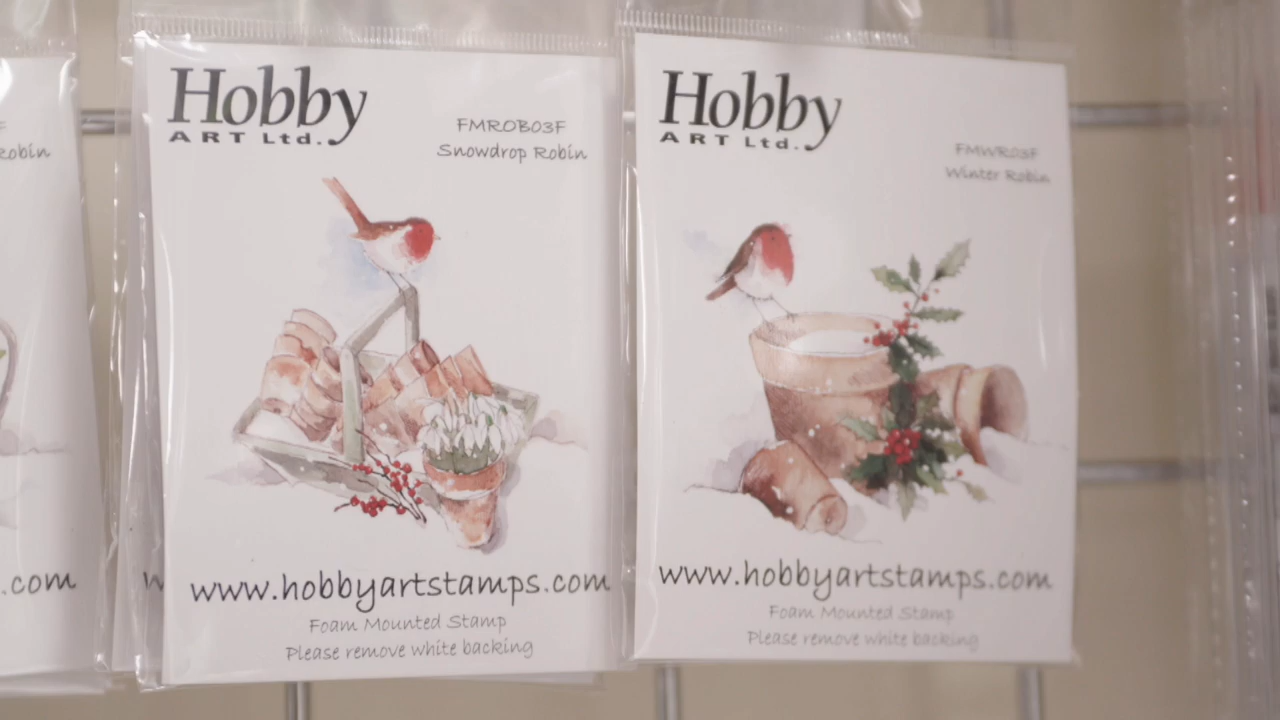 Robin
.com
Hobby
ART Ltd.
FMROB03F
Snowdrop Robin
www.hobbyartstamps.com
Foam Mounted Stamp
Please remove white backing
Hobby
ART Ltd.
FMWR03F
Winter Robin
www.hobbyartstamps.com
Foam Mounted Stamp
Please remove white backing